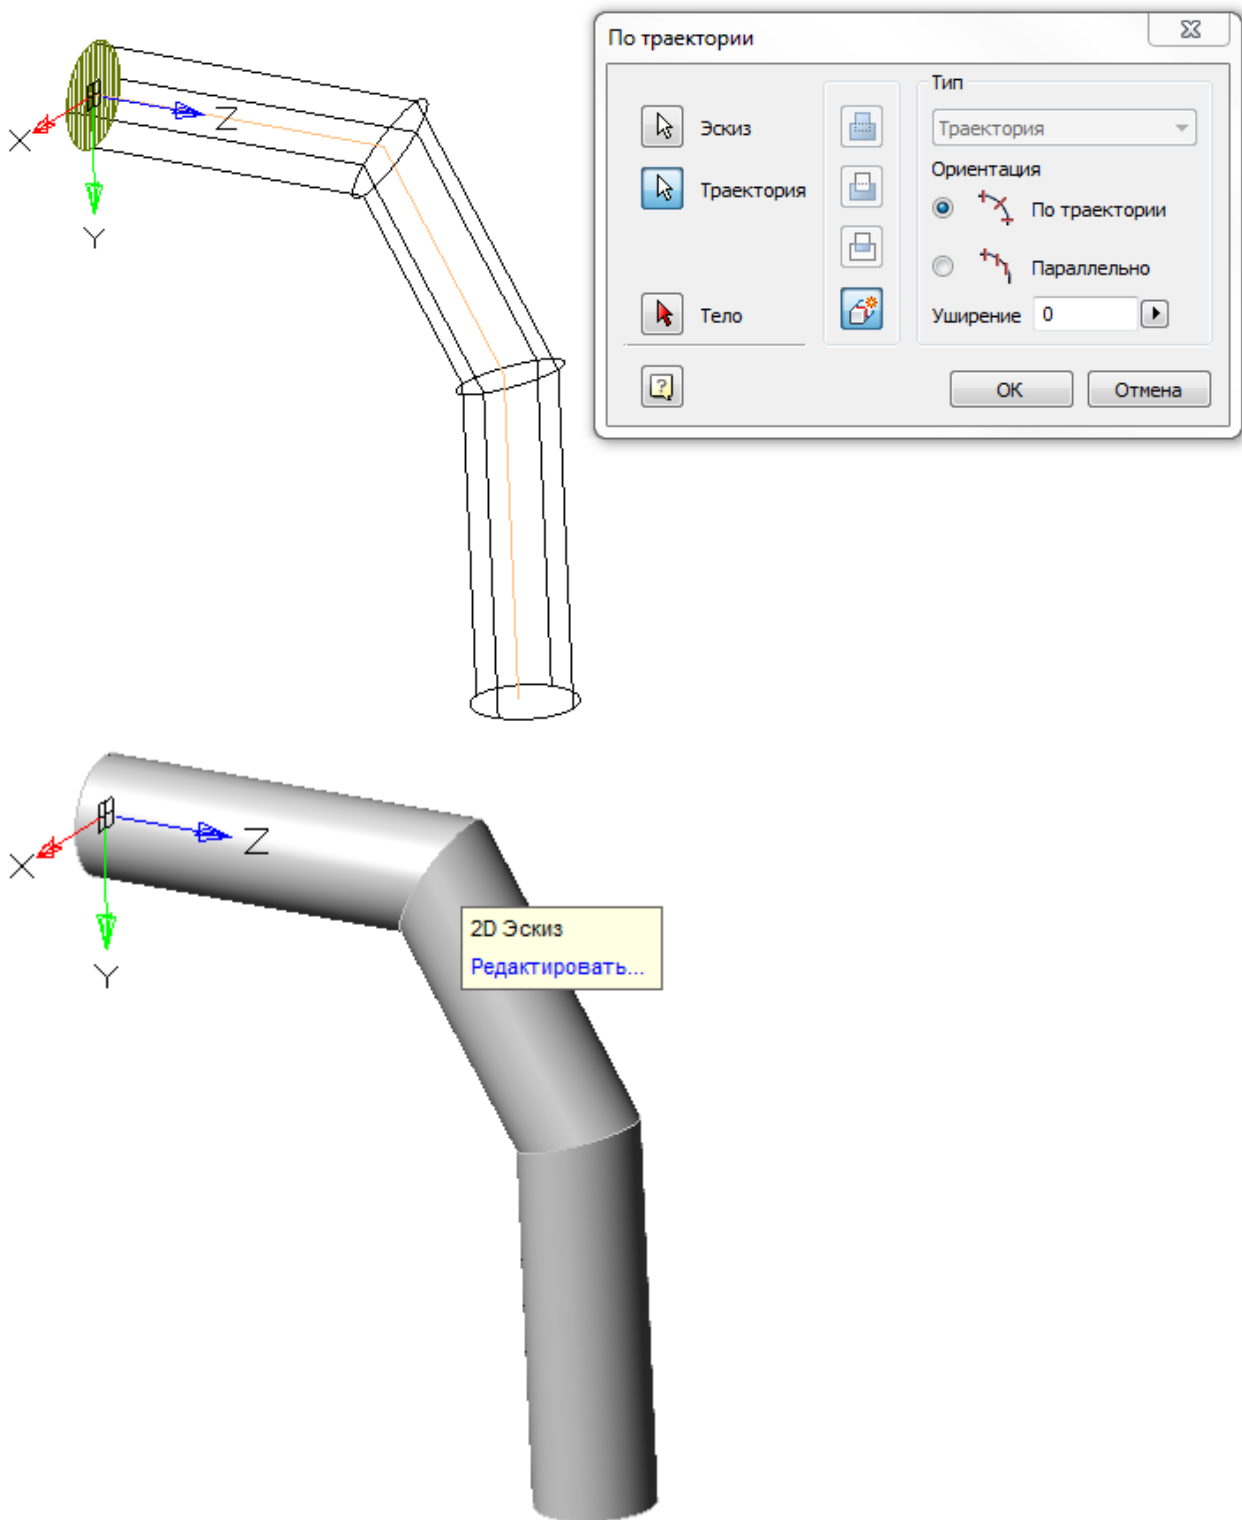 По траектории
Тип
Эскиз
Траектория
Траектория
Ориентация
По траектории
Параллельно
Тело
Уширение 0
ОК
Отмена
X
Y
Z
X
Y
Z
2D Эскиз
Редактировать...